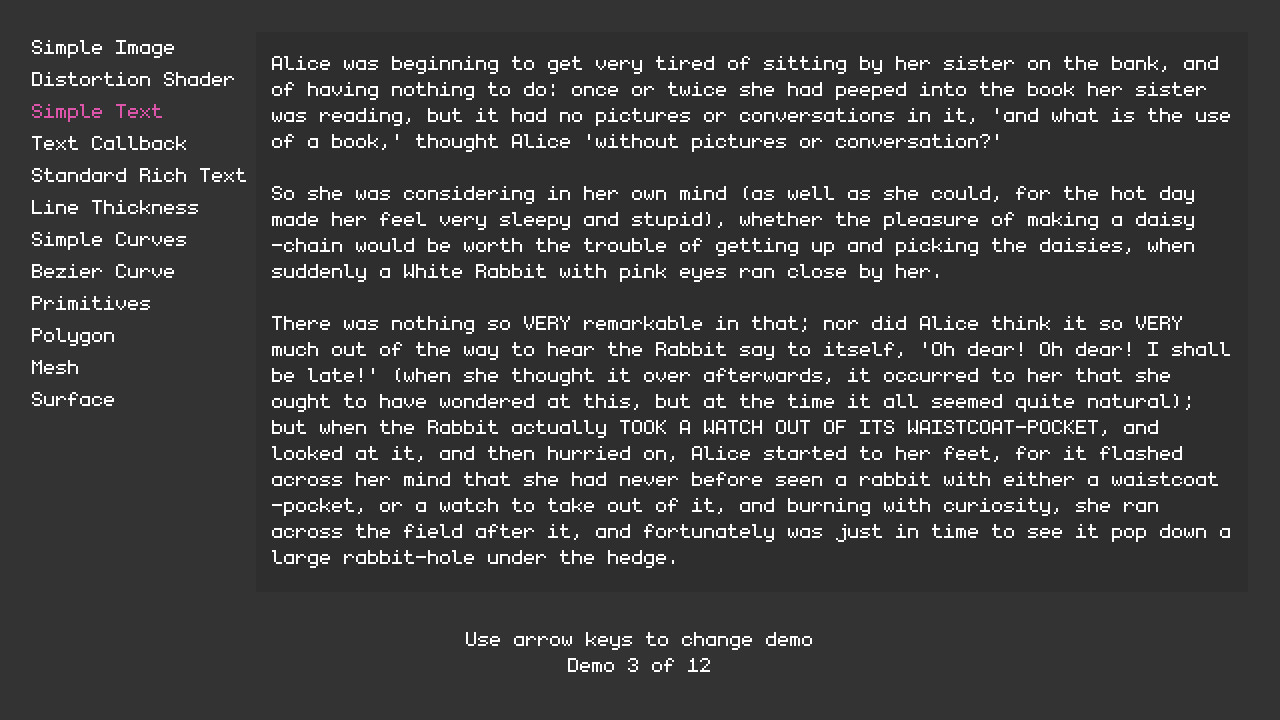 Simple Image
Distortion Shader
Simple Text
Text Callback
Standard Rich Text
Line Thickness
Simple Curves
Bezier Curve
Primitives
Polygon
Mesh
Surface
Alice was beginning to get very tired of sitting by her sister on the bank, and
of having nothing to do: once or twice she had peeped into the book her sister
was reading, but it had no pictures or conversations in it, 'and what is the use
of a book,' thought Alice 'without pictures or conversation?'
So she was considering in her own mind (as well as she could, for the hot day
made her feel very sleepy and stupid), whether the pleasure of making a daisy
-chain would be worth the trouble of getting up and picking the daisies, when
suddenly a White Rabbit with pink eyes ran close by her.
There was nothing so VERY remarkable in that; nor did Alice think it so VERY
much out of the way to hear the Rabbit say to itself, 'Oh dear! Oh dear! I shall
be late!' (when she thought it over afterwards, it occurred to her that she
ought to have wondered at this, but at the time it all seemed quite natural);
but when the Rabbit actually TOOK A WATCH OUT OF ITS WAISTCOAT-POCKET, and
looked at it, and then hurried on, Alice started to her feet, for it flashed
across her mind that she had never before seen a rabbit with either a waistcoat
-pocket, or a watch to take out of it, and burning with curiosity, she ran
across the field after it, and fortunately was just in time to see it pop down a
large rabbit-hole under the hedge.
Use arrow keys to change demo
Demo 3 of 12